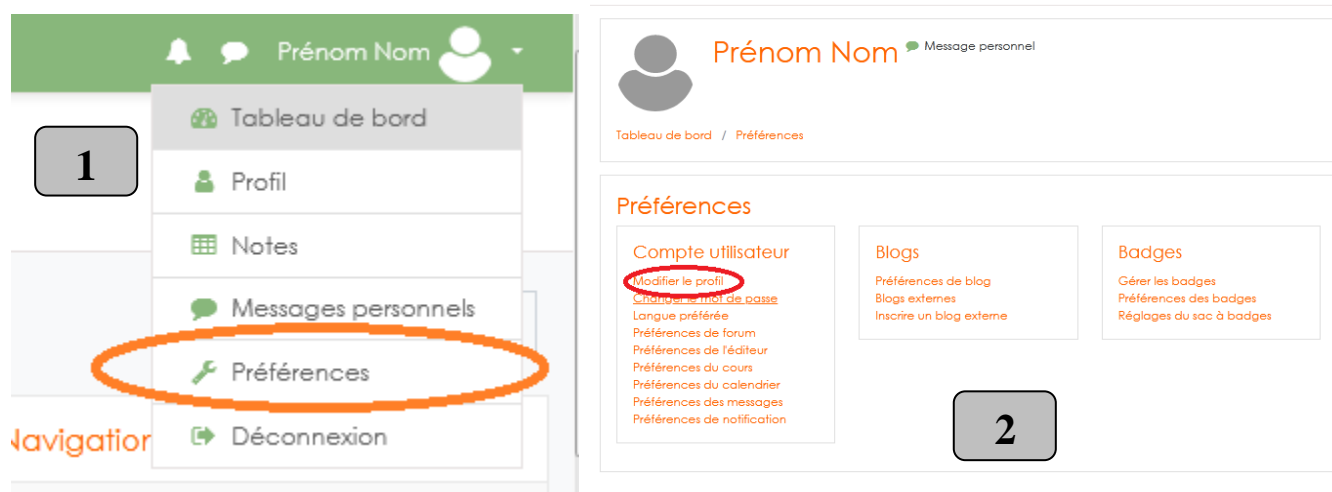 Prénom Nom
Tableau de bord
1
Profil
Notes
Messages personnels
Préférences
Navigation
Déconnexion
Prénom Nom
Message personnel
Tableau de bord / Préférences
Préférences
Compte utilisateur
Modifier le profil
Changer le mot de passe
Langue préférée
Préférences de forum
Préférences de l'éditeur
Préférences du cours
Préférences du calendrier
Préférences des messages
Préférences de notification
Blogs
Préférences de blog
Blogs externes
Inscrire un blog externe
Badges
Gérer les badges
Préférences des badges
Réglages du sac à badges
2